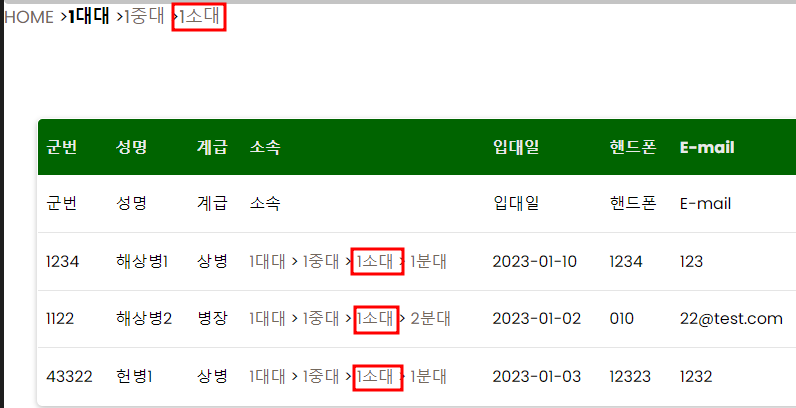 HOME >1대대 >1중대 >1소대
군번 성명 계급 소속 입대일 핸드폰 E-mail
군번 성명 계급 소속 입대일 핸드폰 E-mail
1234 해상병1 상병 1대대 > 1중대 > 1소대 > 1분대 2023-01-10 1234 123
1122 해상병2 병장 1대대 > 1중대 > 1소대 > 2분대 2023-01-02 010 22@test.com
43322 헌병1 상병 1대대 > 1중대 > 1소대 > 1분대 2023-01-03 12323 1232